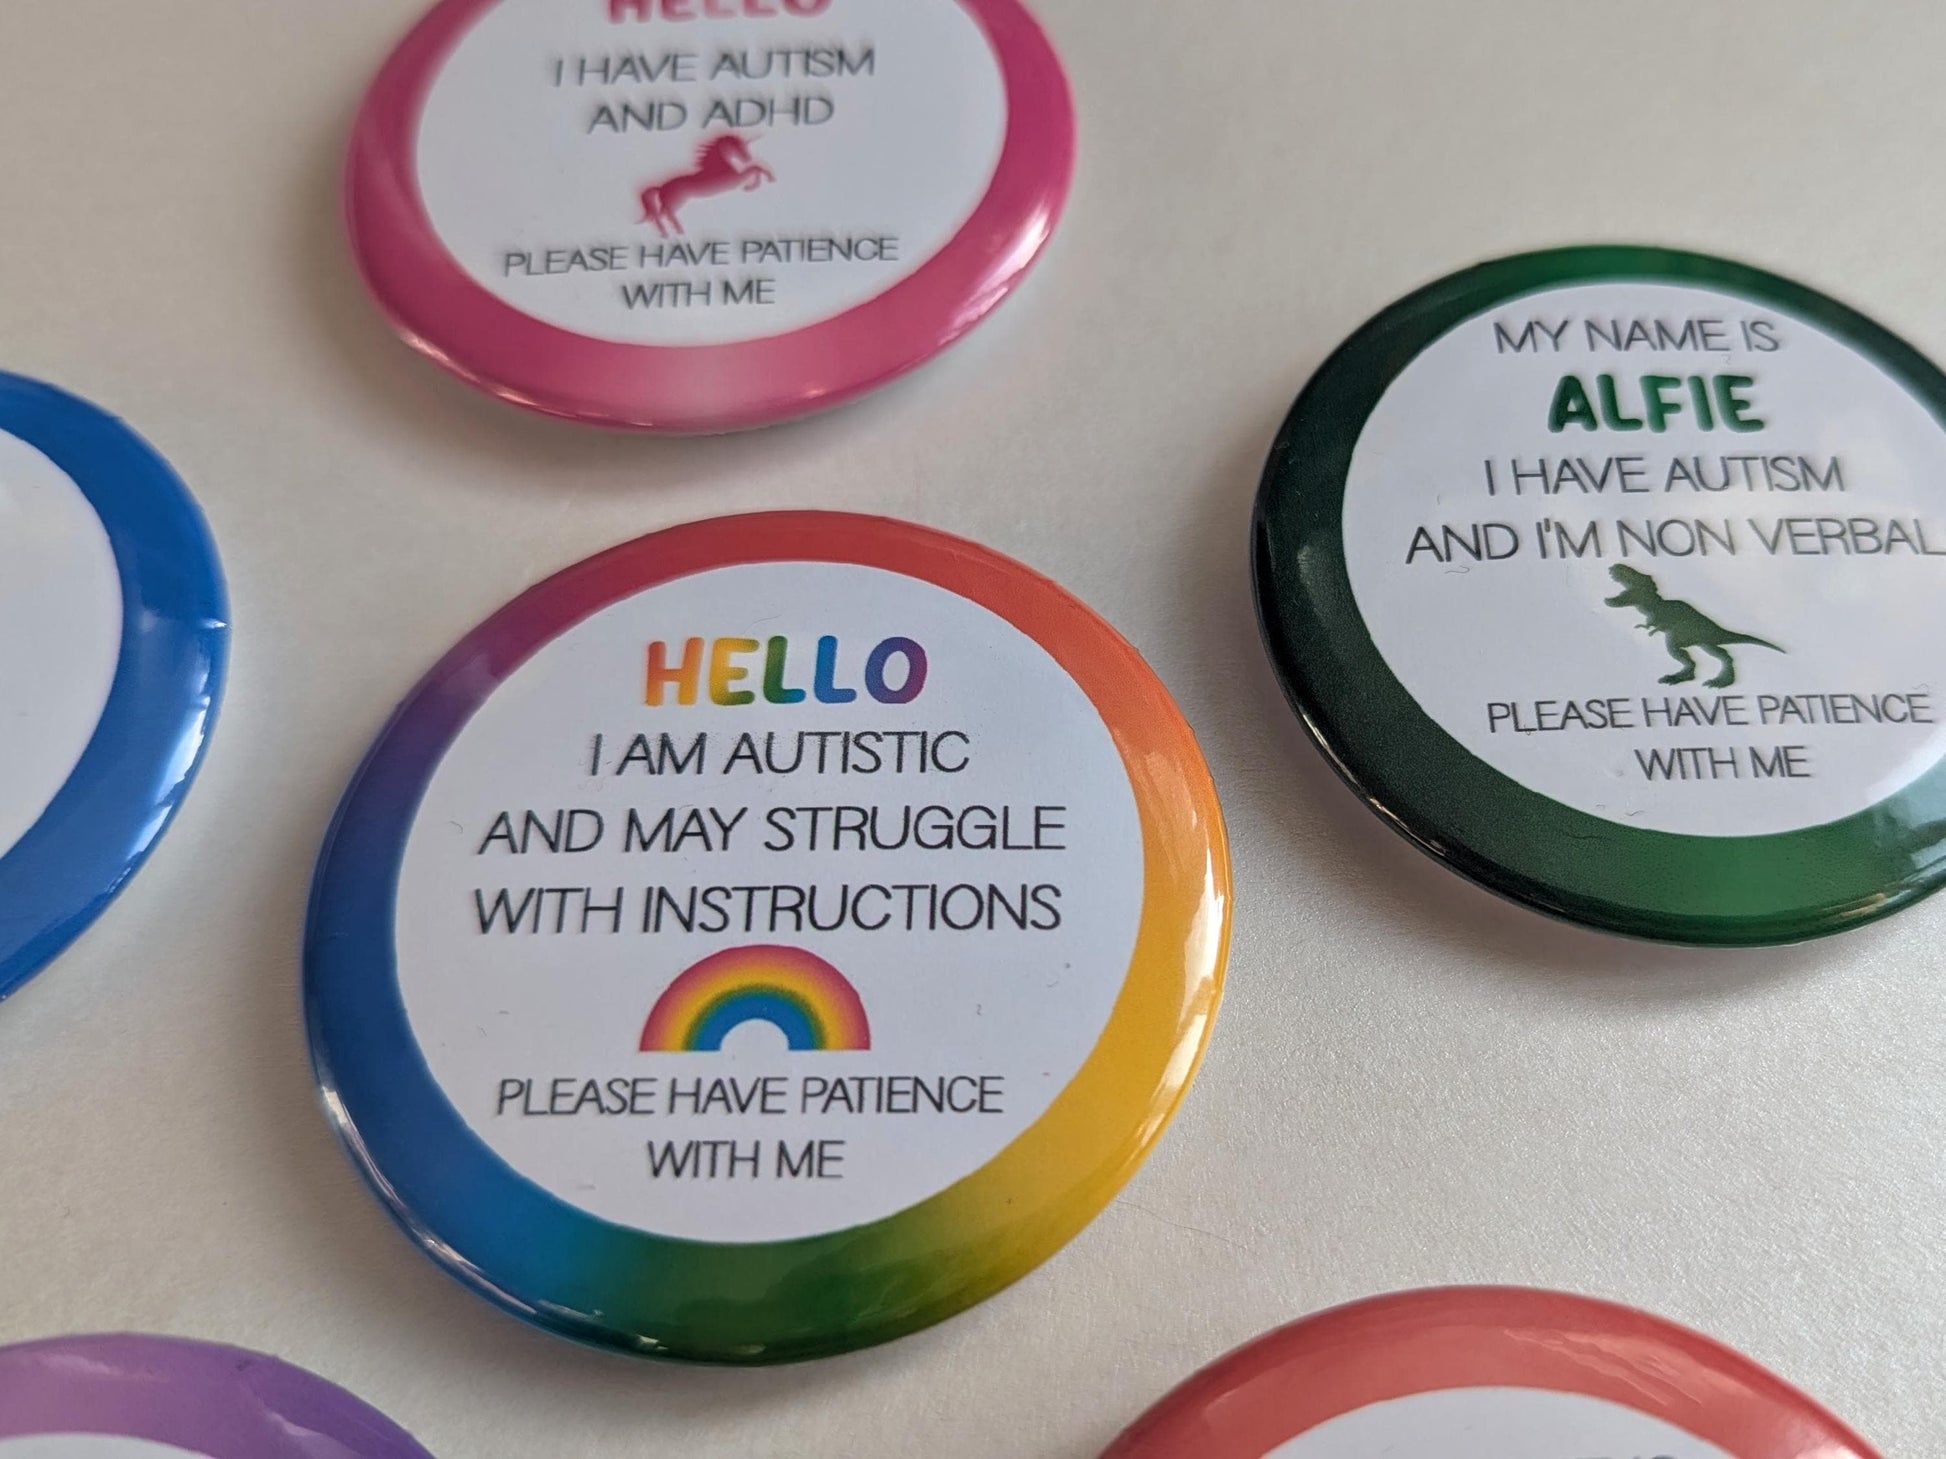 HELLO
I HAVE AUTISM
AND ADHD
PLEASE HAVE PATIENCE
WITH ME
MY NAME IS
ALFIE
I HAVE AUTISM
AND I'M NON VERBAL
PLEASE HAVE PATIENCE
WITH ME
HELLO
I AM AUTISTIC
AND MAY STRUGGLE
WITH INSTRUCTIONS
PLEASE HAVE PATIENCE
WITH ME